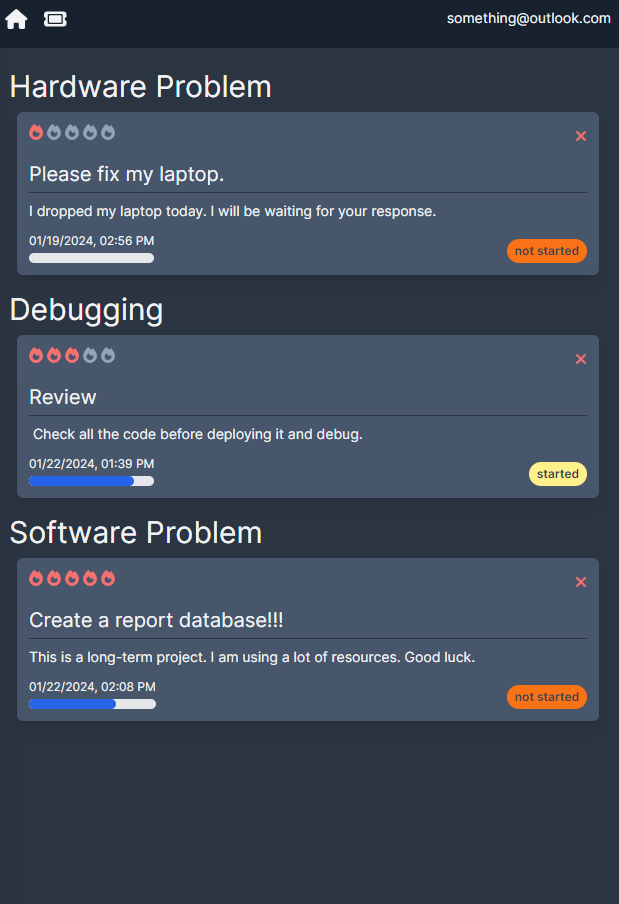 something@outlook.com
Hardware Problem
Please fix my laptop.
I dropped my laptop today. I will be waiting for your response.
01/19/2024, 02:56 PM
not started
Debugging
Review
Check all the code before deploying it and debug.
01/22/2024, 01:39 PM
started
Software Problem
Create a report database!!!
This is a long-term project. I am using a lot of resources. Good luck.
01/22/2024, 02:08 PM
not started